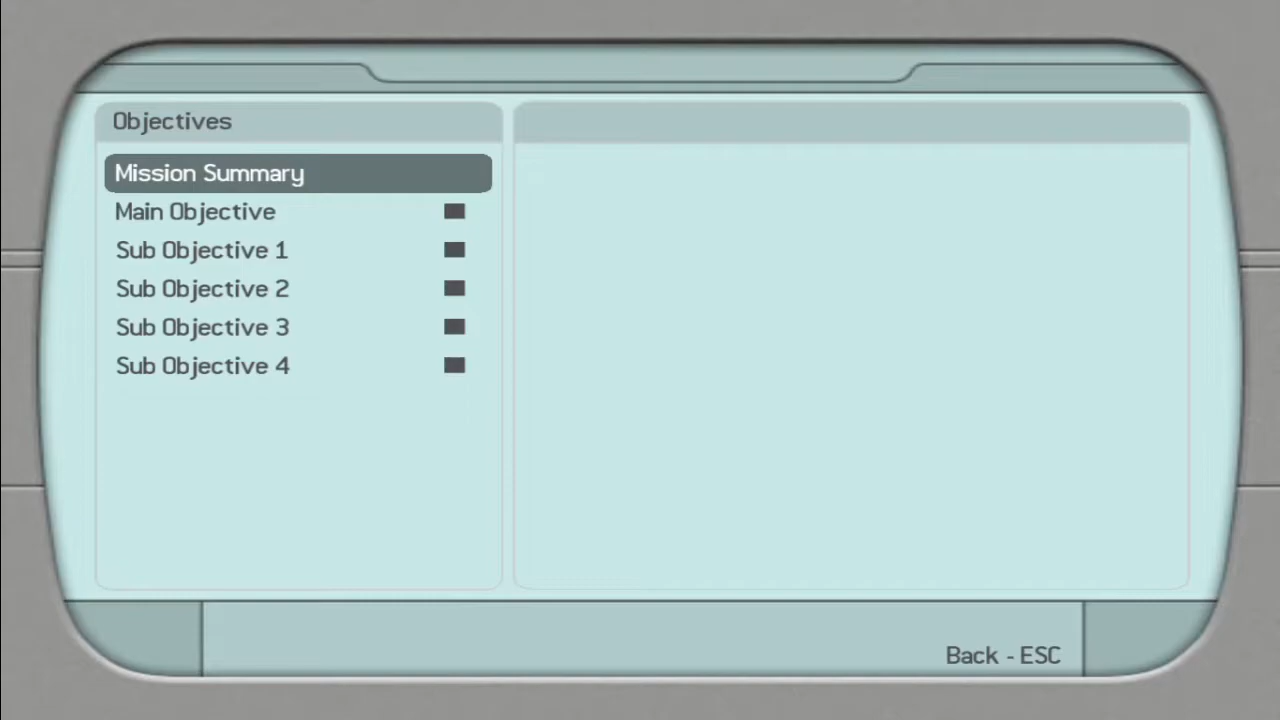 Objectives
Mission Summary
Main Objective
Sub Objective 1
Sub Objective 2
Sub Objective 3
Sub Objective 4
Back - ESC